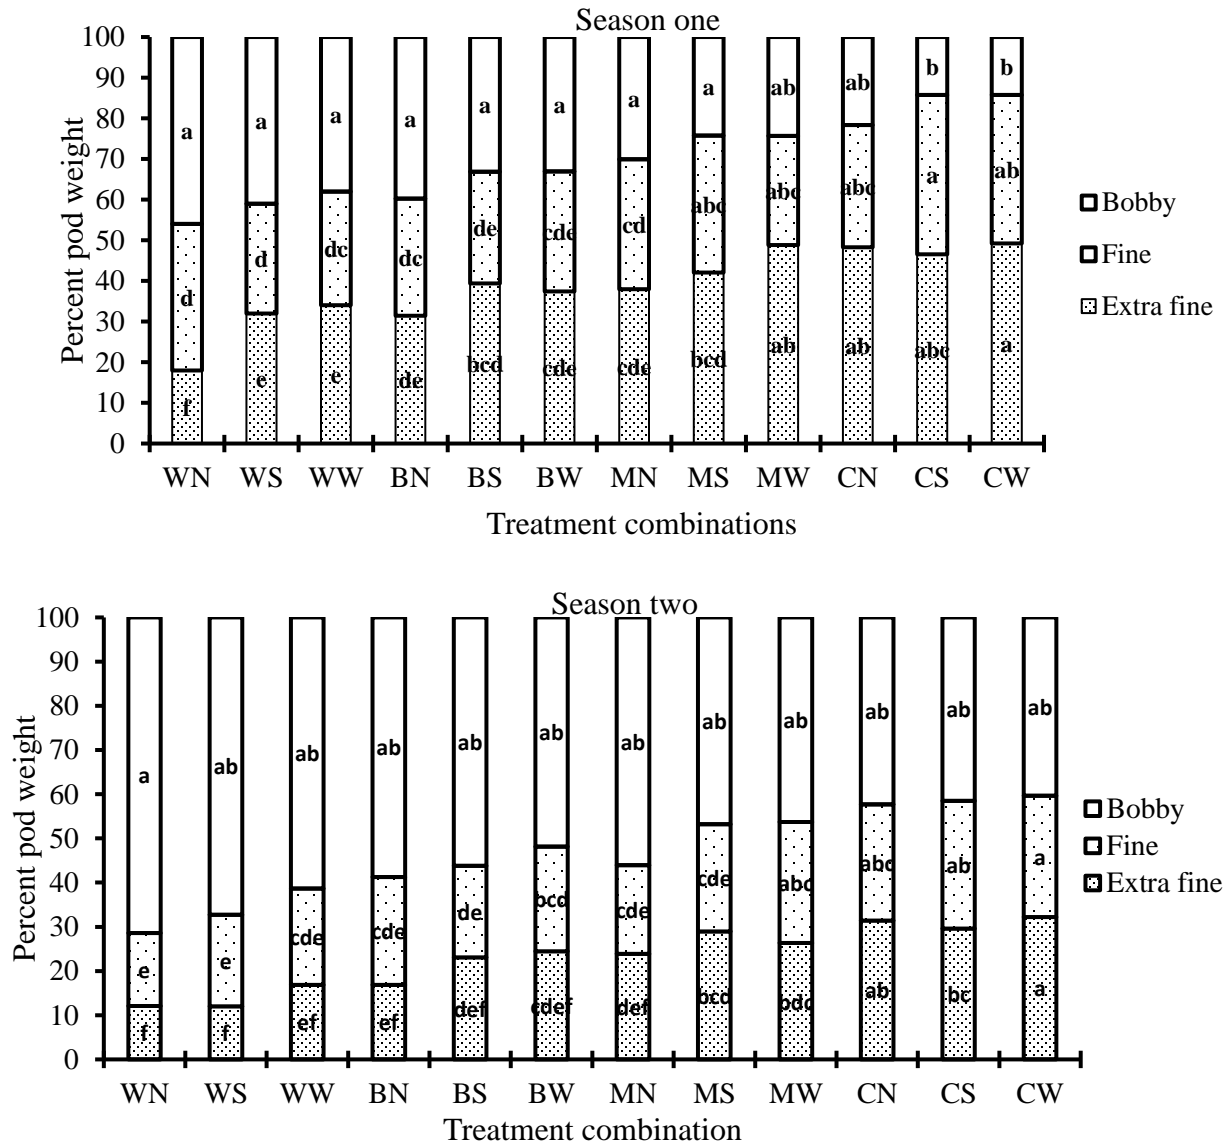 Season one
Percent pod weight
100
90
80
70
60
50
40
30
20
10
0
a a a a a a a a ab ab b b
d d dc dc de cde cd abc abc abc a ab
f e e de bcd cde cde bcd ab ab abc a
WN WS WW BN BS BW MN MS MW CN CS CW
Treatment combinations
Bobby
Fine
Extra fine
Season two
Percent pod weight
100
90
80
70
60
50
40
30
20
10
0
a ab ab ab ab ab ab ab ab ab ab ab
e e cde cde de bcd cde cde abc abc ab a
f f ef ef def cdef def bcd bdc ab bc a
WN WS WW BN BS BW MN MS MW CN CS CW
Treatment combination
Bobby
Fine
Extra fine